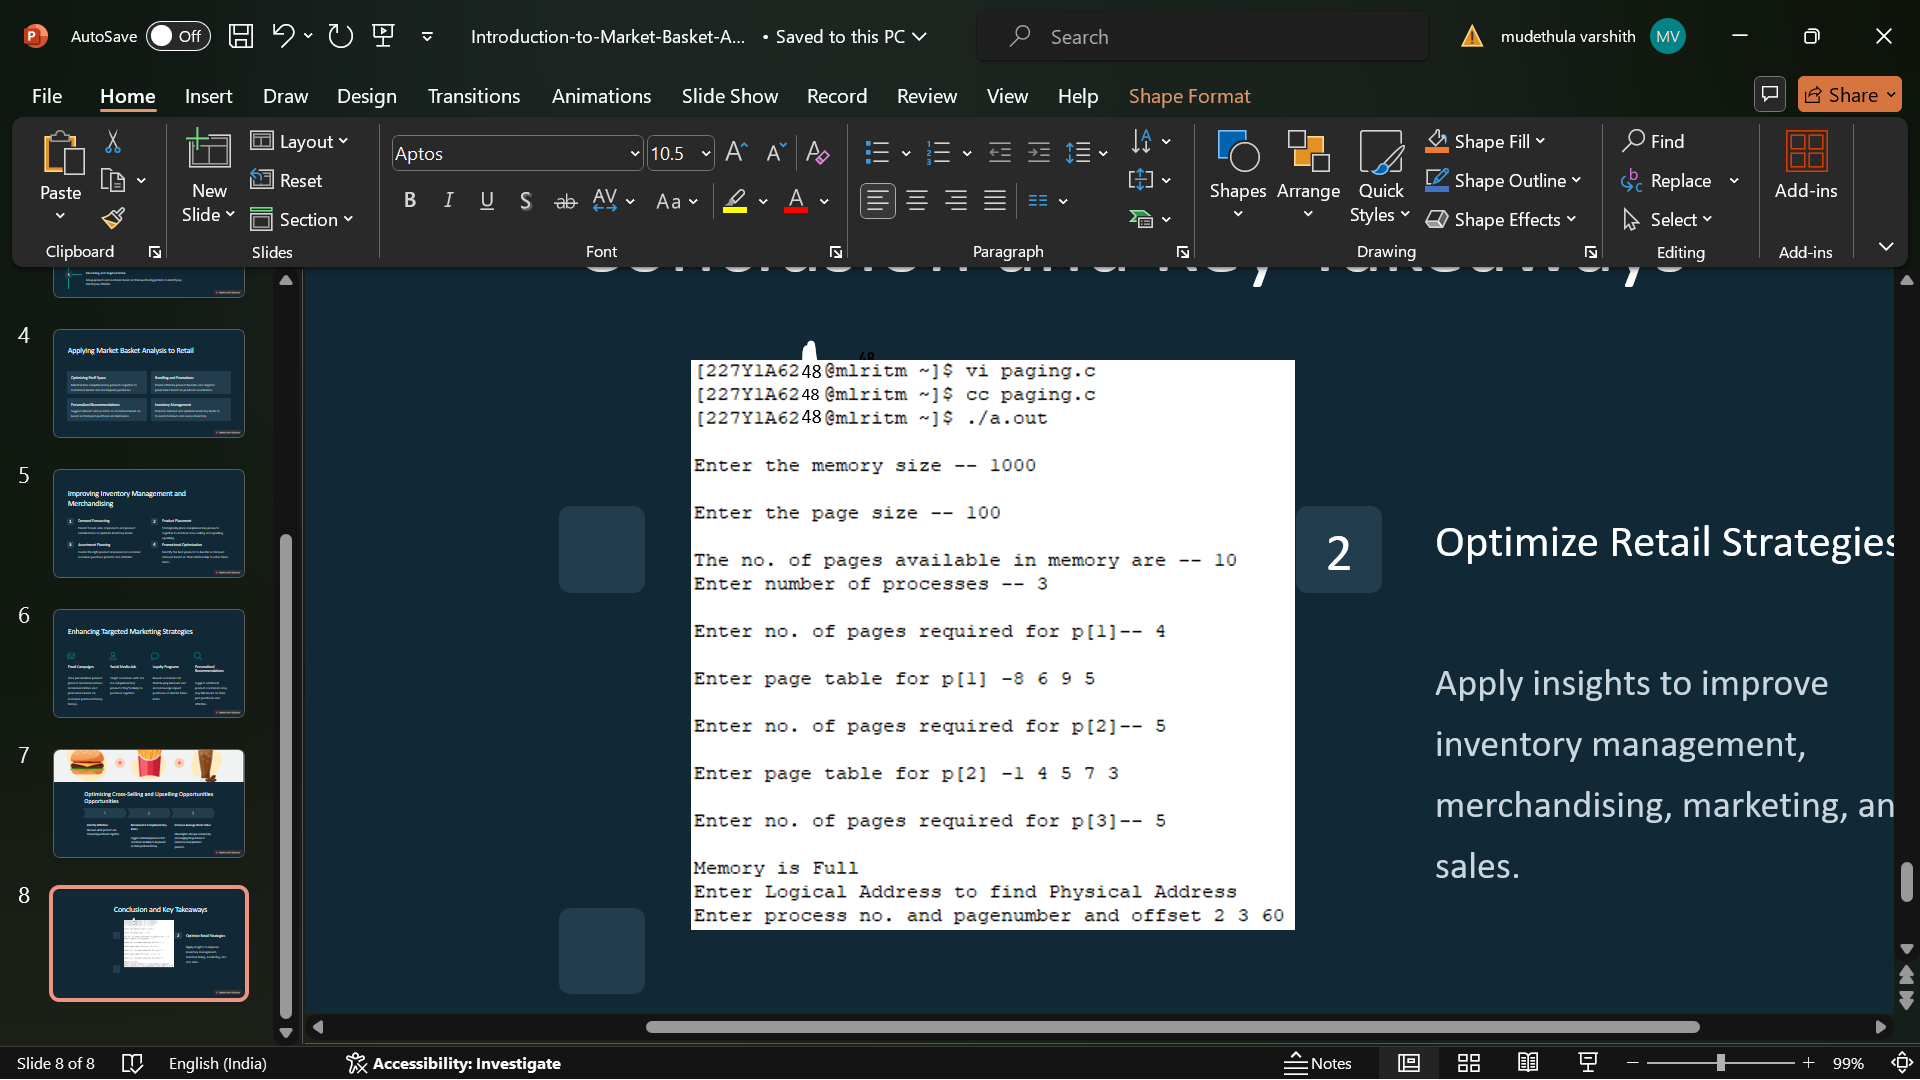 AutoSave Off Introduction-to-Market-Basket-A... • Saved to this PC Search mudethula varshith MV
File Home Insert Draw Design Transitions Animations Slide Show Record Review View Help Shape Format Share
Paste
Clipboard
New
Slide
Layout
Reset
Section
Slides
Aptos 10.5
B I U S ab AV Aa A
Font
Paragraph
Shapes
Arrange
Quick
Styles
Shape Fill
Shape Outline
Shape Effects
Drawing
Find
Replace
Select
Editing
Add-ins
Add-ins
4
Applying Market Basket Analysis to Retail
5
Improving Inventory Management and
Merchandising
6
Enhancing Targeted Marketing Strategies
7
Optimizing Cross-Selling and Upselling Opportunities
Opportunities
8
Conclusion and Key Takeaways
Conclusion and Key Takeaways
48
[227Y1A6248@mlritm ~]$ vi paging.c
[227Y1A6248@mlritm ~]$ cc paging.c
[227Y1A6248@mlritm ~]$ ./a.out
Enter the memory size -- 1000
Enter the page size -- 100
The no. of pages available in memory are -- 10
Enter number of processes -- 3
Enter no. of pages required for p[1]-- 4
Enter page table for p[1] -8 6 9 5
Enter no. of pages required for p[2]-- 5
Enter page table for p[2] -1 4 5 7 3
Enter no. of pages required for p[3]-- 5
Memory is Full
Enter Logical Address to find Physical Address
Enter process no. and pagenumber and offset 2 3 60
2
Optimize Retail Strategies
Apply insights to improve
inventory management,
merchandising, marketing, an
sales.
Slide 8 of 8 English (India) Accessibility: Investigate Notes 99%